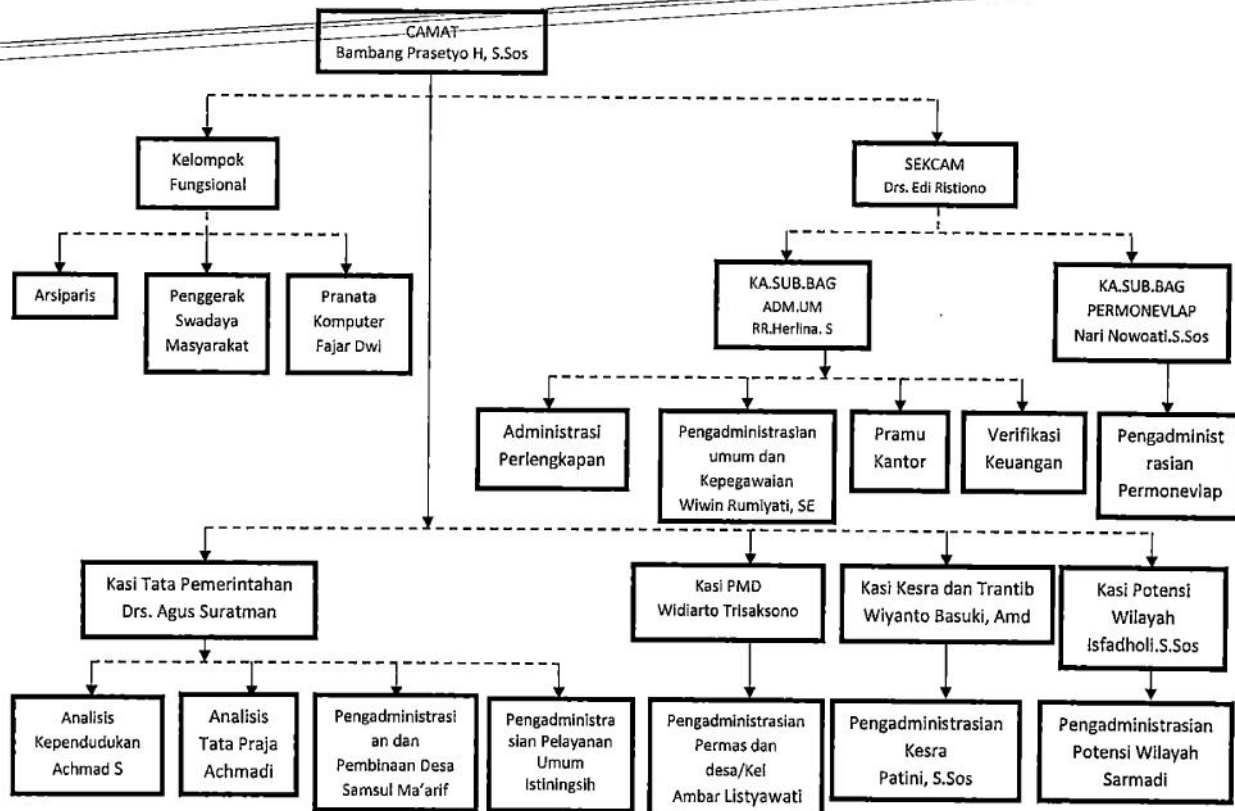 CAMAT
Bambang Prasetyo H, S.Sos
Kelompok
Fungsional
SEKCAM
Drs. Edi Ristiono
Arsiparis
Penggerak
Swadaya
Masyarakat
Pranata
Komputer
Fajar Dwi
KA.SUB.BAG
ADM.UM
RR.Herlina. S
KA.SUB.BAG
PERMONEVLAP
Nari Nowoati.S.Sos
Administrasi
Perlengkapan
Pengadministrasian
umum dan
Kepegawaian
Wiwin Rumiyati, SE
Pramu
Kantor
Verifikasi
Keuangan
Pengadminist
rasian
Permonevlap
Kasi Tata Pemerintahan
Drs. Agus Suratman
Kasi PMD
Widiarto Trisaksono
Kasi Kesra dan Trantib
Wiyanto Basuki, Amd
Kasi Potensi
Wilayah
Isfadholi.S.Sos
Analisis
Kependudukan
Achmad S
Analisis
Tata Praja
Achmadi
Pengadministrasi
an dan
Pembinaan Desa
Samsul Ma'arif
Pengadministra
sian Pelayanan
Umum
Istiningsih
Pengadministrasian
Permas dan
desa/Kel
Ambar Listyawati
Pengadministrasian
Kesra
Patini, S.Sos
Pengadministrasian
Potensi Wilayah
Sarmadi